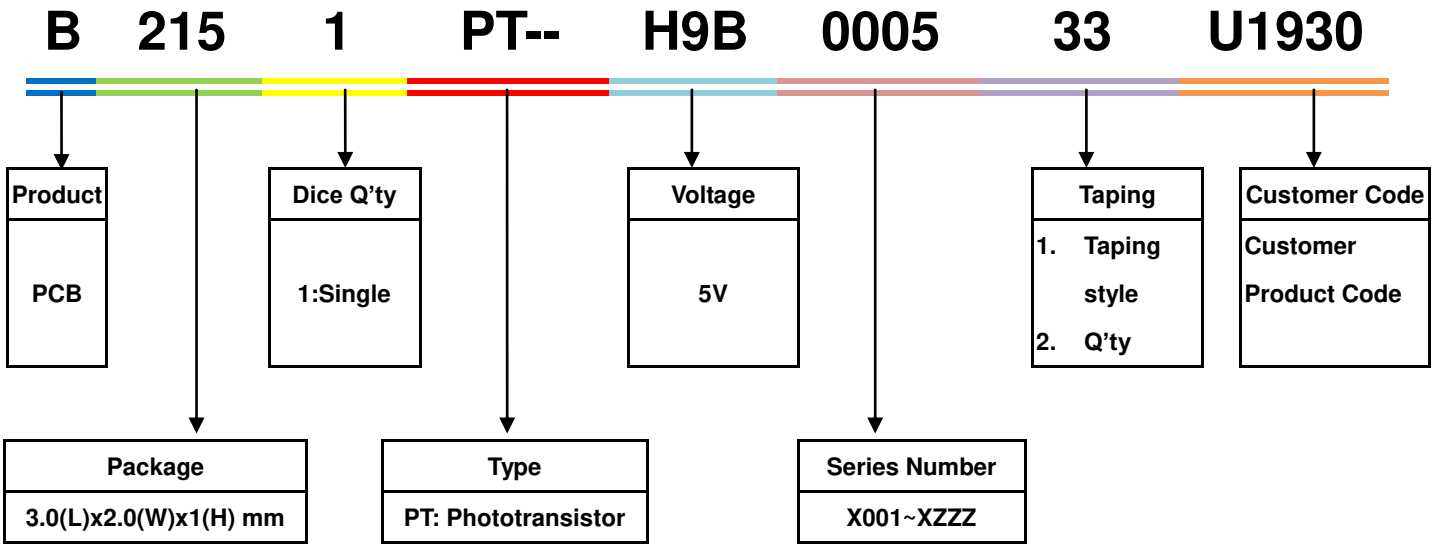 B 215 1 PT-- H9B 0005 33 U1930
Product
PCB
Dice Q'ty
1:Single
Voltage
5V
Taping
1. Taping
style
2. Q'ty
Customer Code
Customer
Product Code
Package
3.0(L)x2.0(W)x1(H) mm
Type
PT: Phototransistor
Series Number
X001~XZZZ